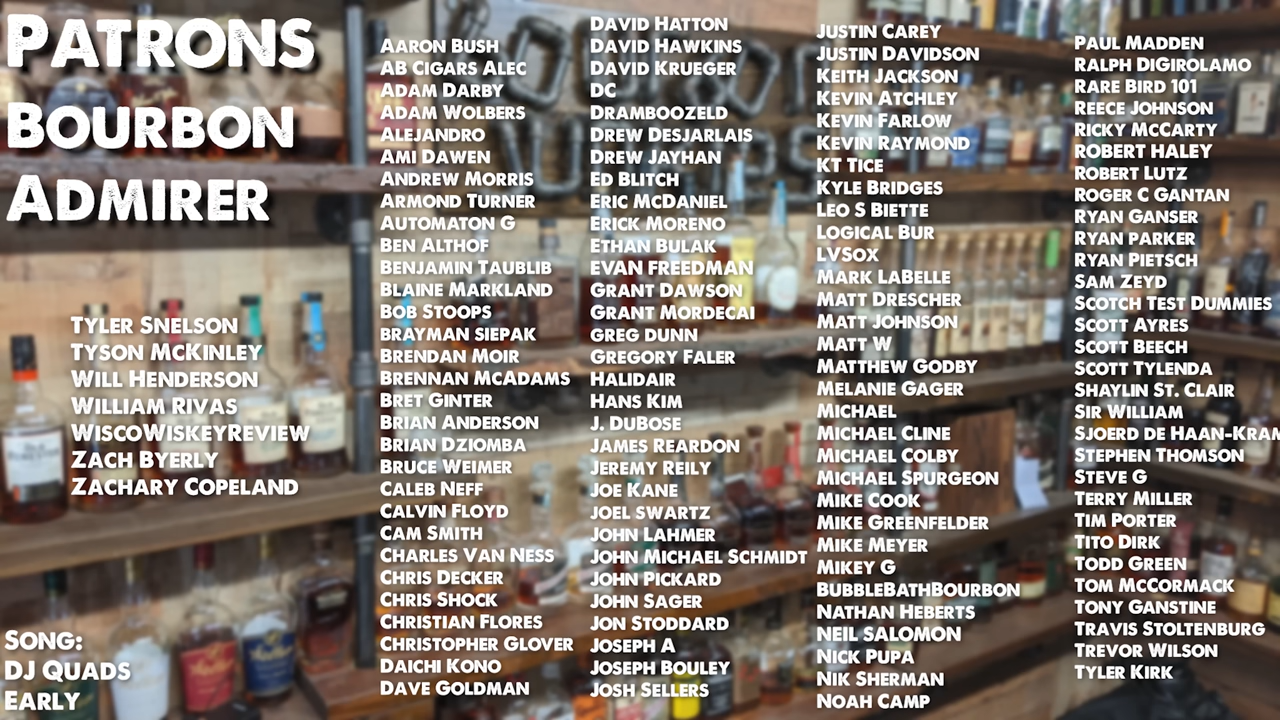 Patrons
Bourbon
Admirer
Tyler Snelson
Tyson McKinley
Will Henderson
William Rivas
WiscoWiskeyReview
Zach Byerly
Zachary Copeland
Song:
DJ Quads
Early
Aaron Bush
AB Cigars Alec
Adam Darby
Adam Wolbers
Alejandro
Ami Dawen
Andrew Morris
Armond Turner
Automaton G
Ben Althof
Benjamin Taublib
Blaine Markland
Bob Stoops
brayman siepak
Brendan Moir
Brennan McAdams
Bret Ginter
Brian Anderson
Brian Dziomba
Bruce Weimer
Caleb Neff
Calvin Floyd
Cam Smith
Charles Van Ness
Chris Decker
Chris Shock
Christian Flores
Christopher Glover
Daichi Kono
Dave Goldman
David Hatton
David Hawkins
David Krueger
DC
Dramboozeld
Drew Desjarlais
Drew Jayhan
Ed Blitch
Eric McDaniel
Erick Moreno
Ethan Bulak
EVAN FREEDMAN
Grant Dawson
Grant Mordecai
greg dunn
Gregory Faler
Halidair
Hans Kim
J. DuBose
James Reardon
Jeremy Reily
Joe Kane
Joel swartz
John Lahmer
John Michael Schmidt
John Pickard
John Sager
Jon Stoddard
Joseph A
Joseph Bouley
Josh Sellers
Justin Carey
Justin Davidson
Keith Jackson
Kevin Atchley
Kevin Farlow
Kevin Raymond
KT Tice
Kyle Bridges
Leo S Biette
Logical Bur
LVSox
Mark LaBelle
Matt Drescher
Matt Johnson
Matt W
Matthew Godby
Melanie Gager
Michael
Michael Cline
Michael Colby
Michael Spurgeon
Mike Cook
Mike Greenfelder
Mike Meyer
Mikey G
BubbleBathBourbon
Nathan Heberts
Neil Salomon
Nick Pupa
Nik Sherman
Noah Camp
Paul Madden
Ralph DiGirolamo
Rare Bird 101
Reece Johnson
Ricky McCarty
Robert Haley
Robert Lutz
Roger C Gantan
Ryan Ganser
Ryan parker
Ryan Pietsch
Sam Zeyd
Scotch Test Dummies
Scott Ayres
Scott Beech
Scott Tylenda
Shaylin St. Clair
Sir William
Sjoerd de Haan-Kram
Stephen Thomson
Steve G
Terry Miller
Tim Porter
Tito Dirk
Todd Green
Tom McCormack
Tony Ganstine
Travis Stoltenburg
Trevor Wilson
Tyler Kirk